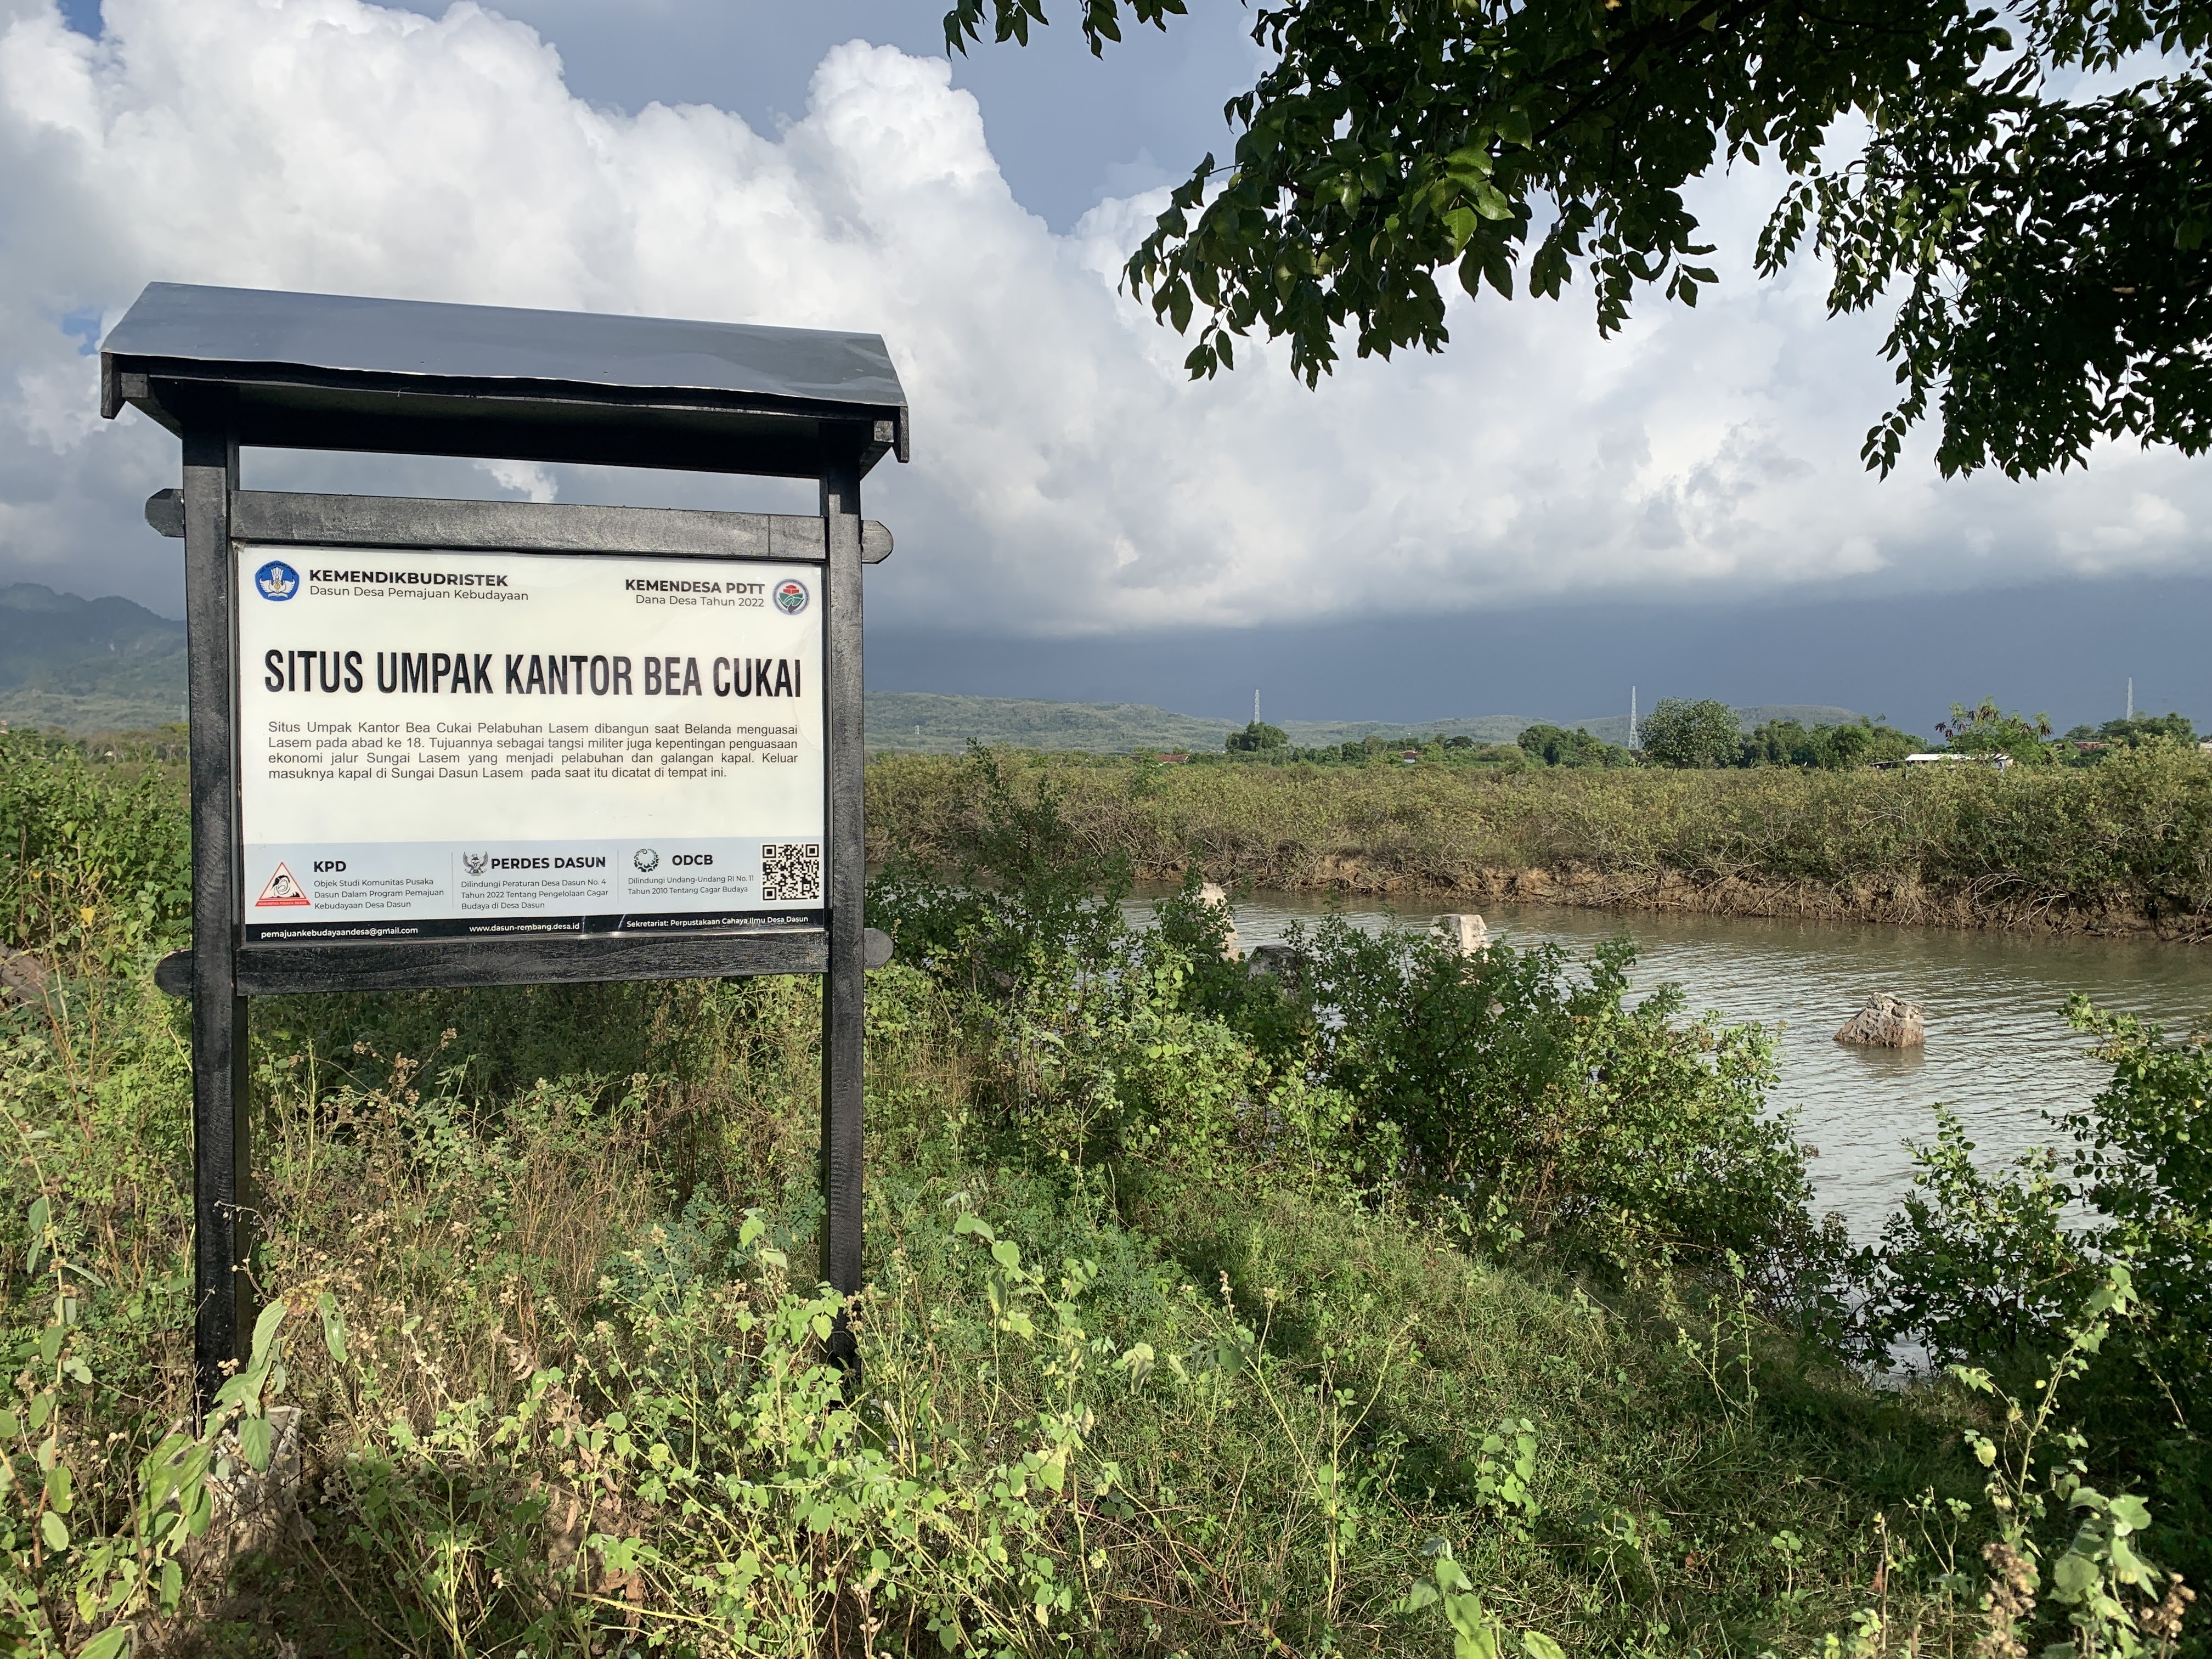 KEMENDIKBUDRISTEK
Dasun Desa Pemajuan Kebudayaan
KEMENDESA PDTT
Dana Desa Tahun 2022
SITUS UMPAK KANTOR BEA CUKAI
Situs Umpak Kantor Bea Cukai Pelabuhan Lasem dibangun saat Belanda menguasai
Lasem pada abad ke 18. Tujuannya sebagai tangsi militer juga kepentingan penguasaan
ekonomi jalur Sungai Lasem yang menjadi pelabuhan dan galangan kapal. Keluar
masuknya kapal di Sungai Dasun Lasem pada saat itu dicatat di tempat ini.
KPD
Objek Studi Komunitas Pusaka
Dasun Dalam Program Pemajuan
Kebudayaan Desa Dasun
PERDES DASUN
Dilindungi Peraturan Desa Dasun No. 4
Tahun 2022 Tentang Pengelolaan Cagar
Budaya di Desa Dasun
ODCB
Dilindungi Undang-Undang RI No. 11
Tahun 2010 Tentang Cagar Budaya
pemajuankebudayaandesa@gmail.com
www.dasun-rembang.desa.id
Sekretariat: Perpustakaan Cahaya Ilmu Desa Dasun